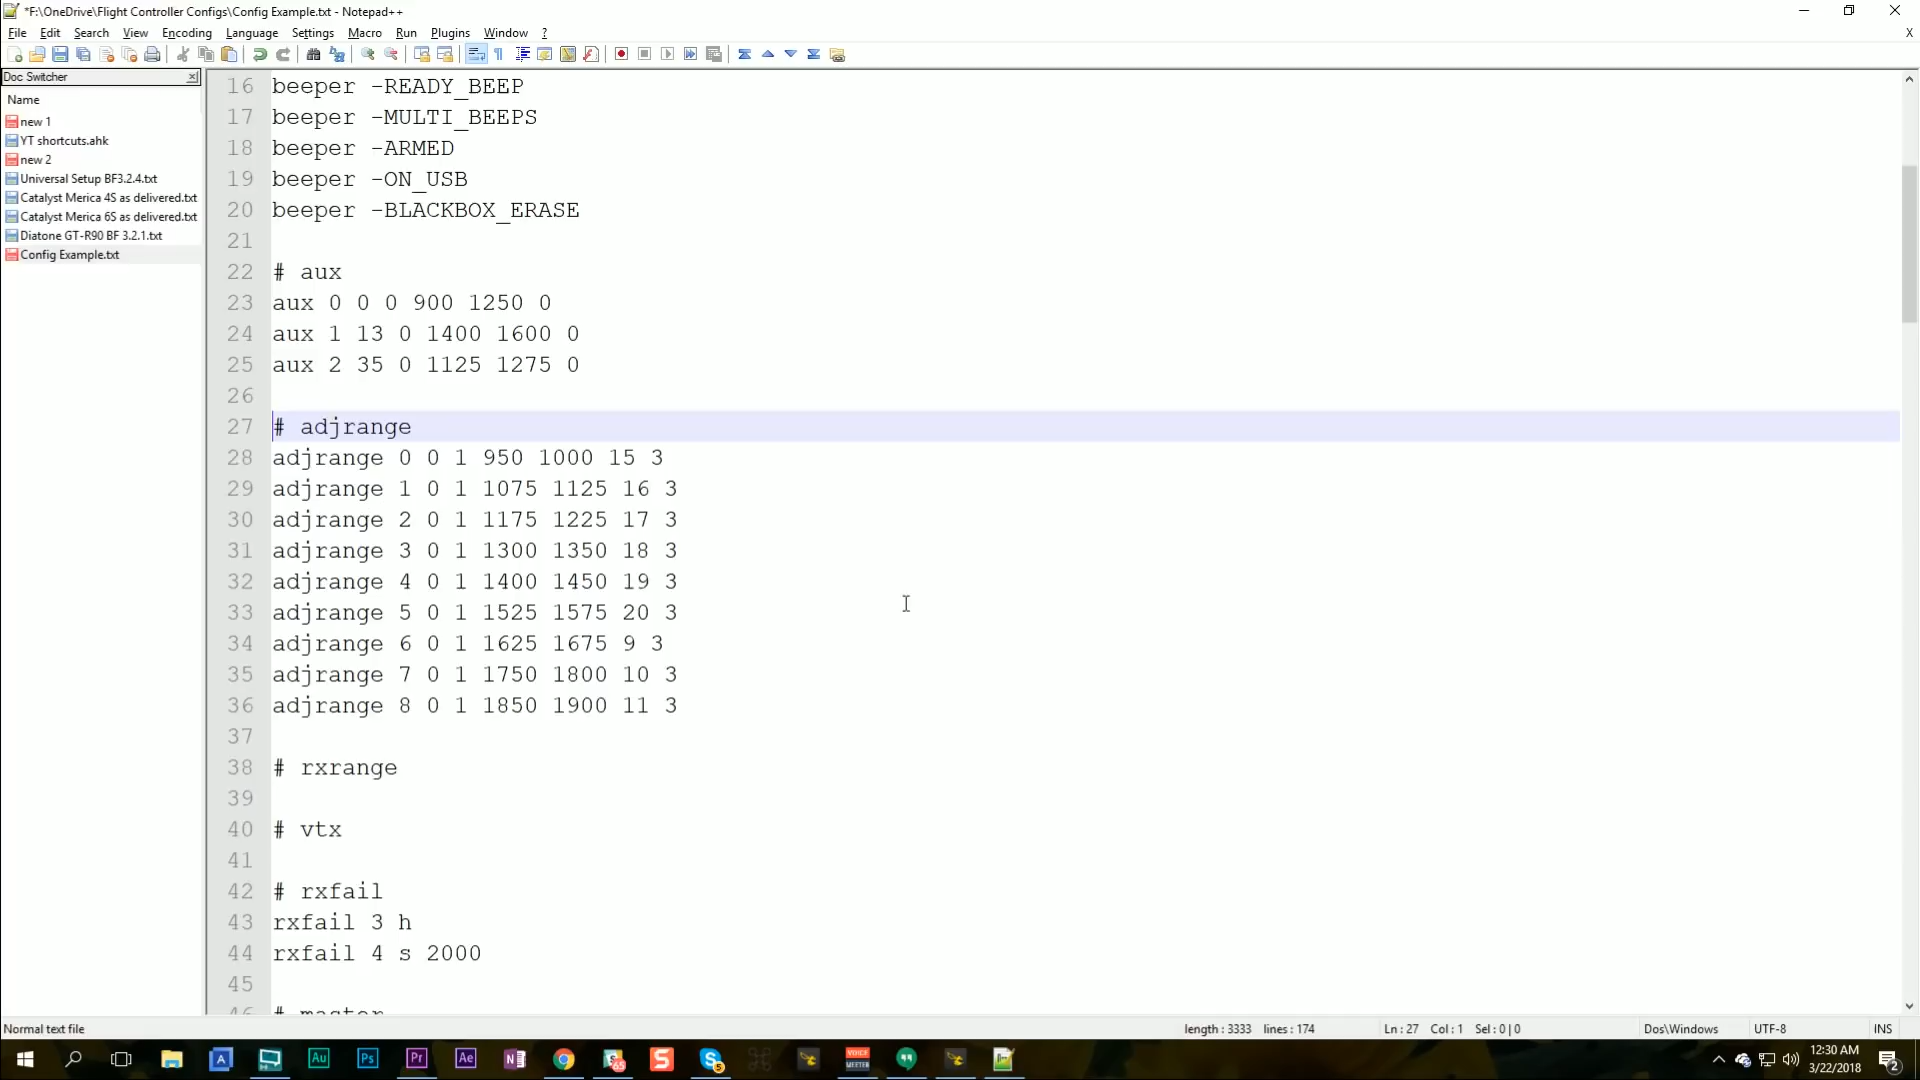 *F:\OneDrive\Flight Controller Configs\Config Example.txt - Notepad++
File Edit Search View Encoding Language Settings Macro Run Plugins Window ? X
Doc Switcher
Name
new 1
YT shortcuts.ahk
new 2
Universal Setup BF3.2.4.txt
Catalyst Merica 4S as delivered.txt
Catalyst Merica 6S as delivered.txt
Diatone GT-R90 BF 3.2.1.txt
Config Example.txt
16 beeper -READY_BEEP
17 beeper -MULTI_BEEPS
18 beeper -ARMED
19 beeper -ON_USB
20 beeper -BLACKBOX_ERASE
21
22 # aux
23 aux 0 0 0 900 1250 0
24 aux 1 13 0 1400 1600 0
25 aux 2 35 0 1125 1275 0
26
27 # adjrange
28 adjrange 0 0 1 950 1000 15 3
29 adjrange 1 0 1 1075 1125 16 3
30 adjrange 2 0 1 1175 1225 17 3
31 adjrange 3 0 1 1300 1350 18 3
32 adjrange 4 0 1 1400 1450 19 3
33 adjrange 5 0 1 1525 1575 20 3
34 adjrange 6 0 1 1625 1675 9 3
35 adjrange 7 0 1 1750 1800 10 3
36 adjrange 8 0 1 1850 1900 11 3
37
38 # rxrange
39
40 # vtx
41
42 # rxfail
43 rxfail 3 h
44 rxfail 4 s 2000
45
46 # master
Normal text file length : 3333 lines : 174 Ln : 27 Col : 1 Sel : 0 | 0 Dos\Windows UTF-8 INS
A Au Ps Pr Ae N 65 S 5 VOICE MEETER
12:30 AM
3/22/2018
2